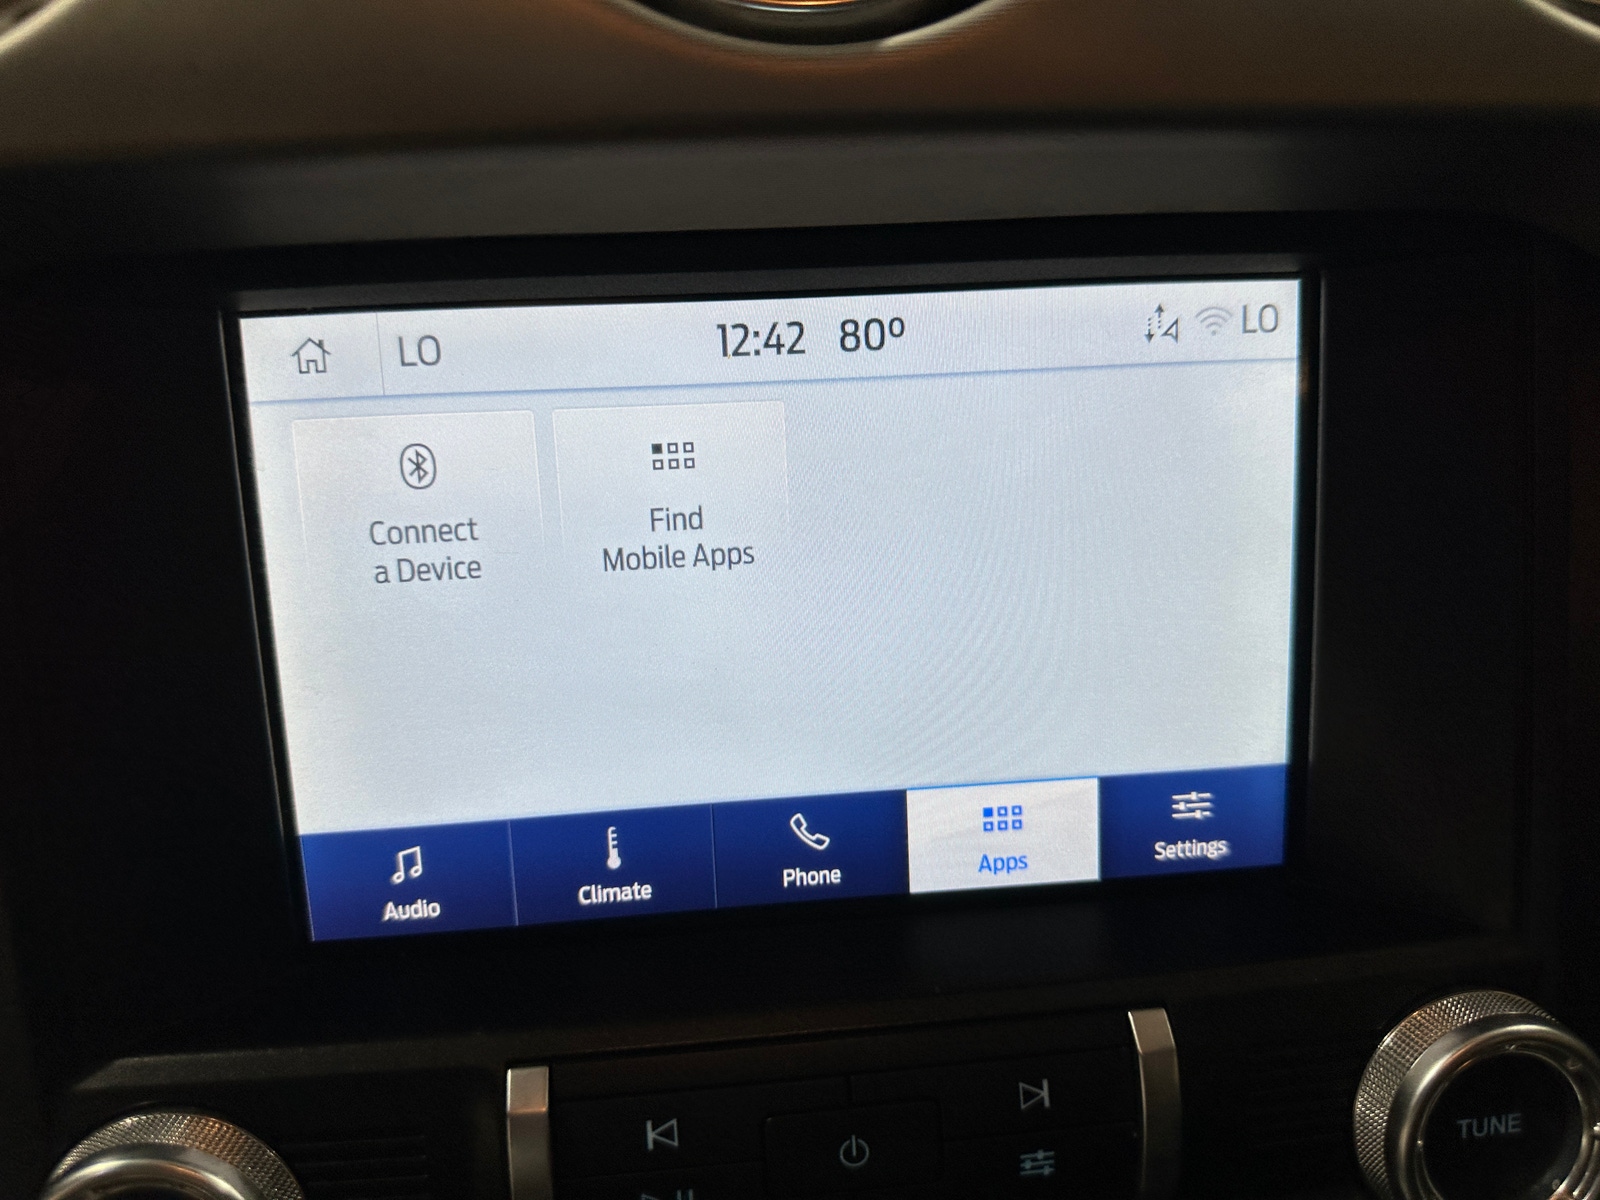 LO 12:42 80° LO
Connect
a Device
Find
Mobile Apps
Audio Climate Phone Apps Settings
TUNE